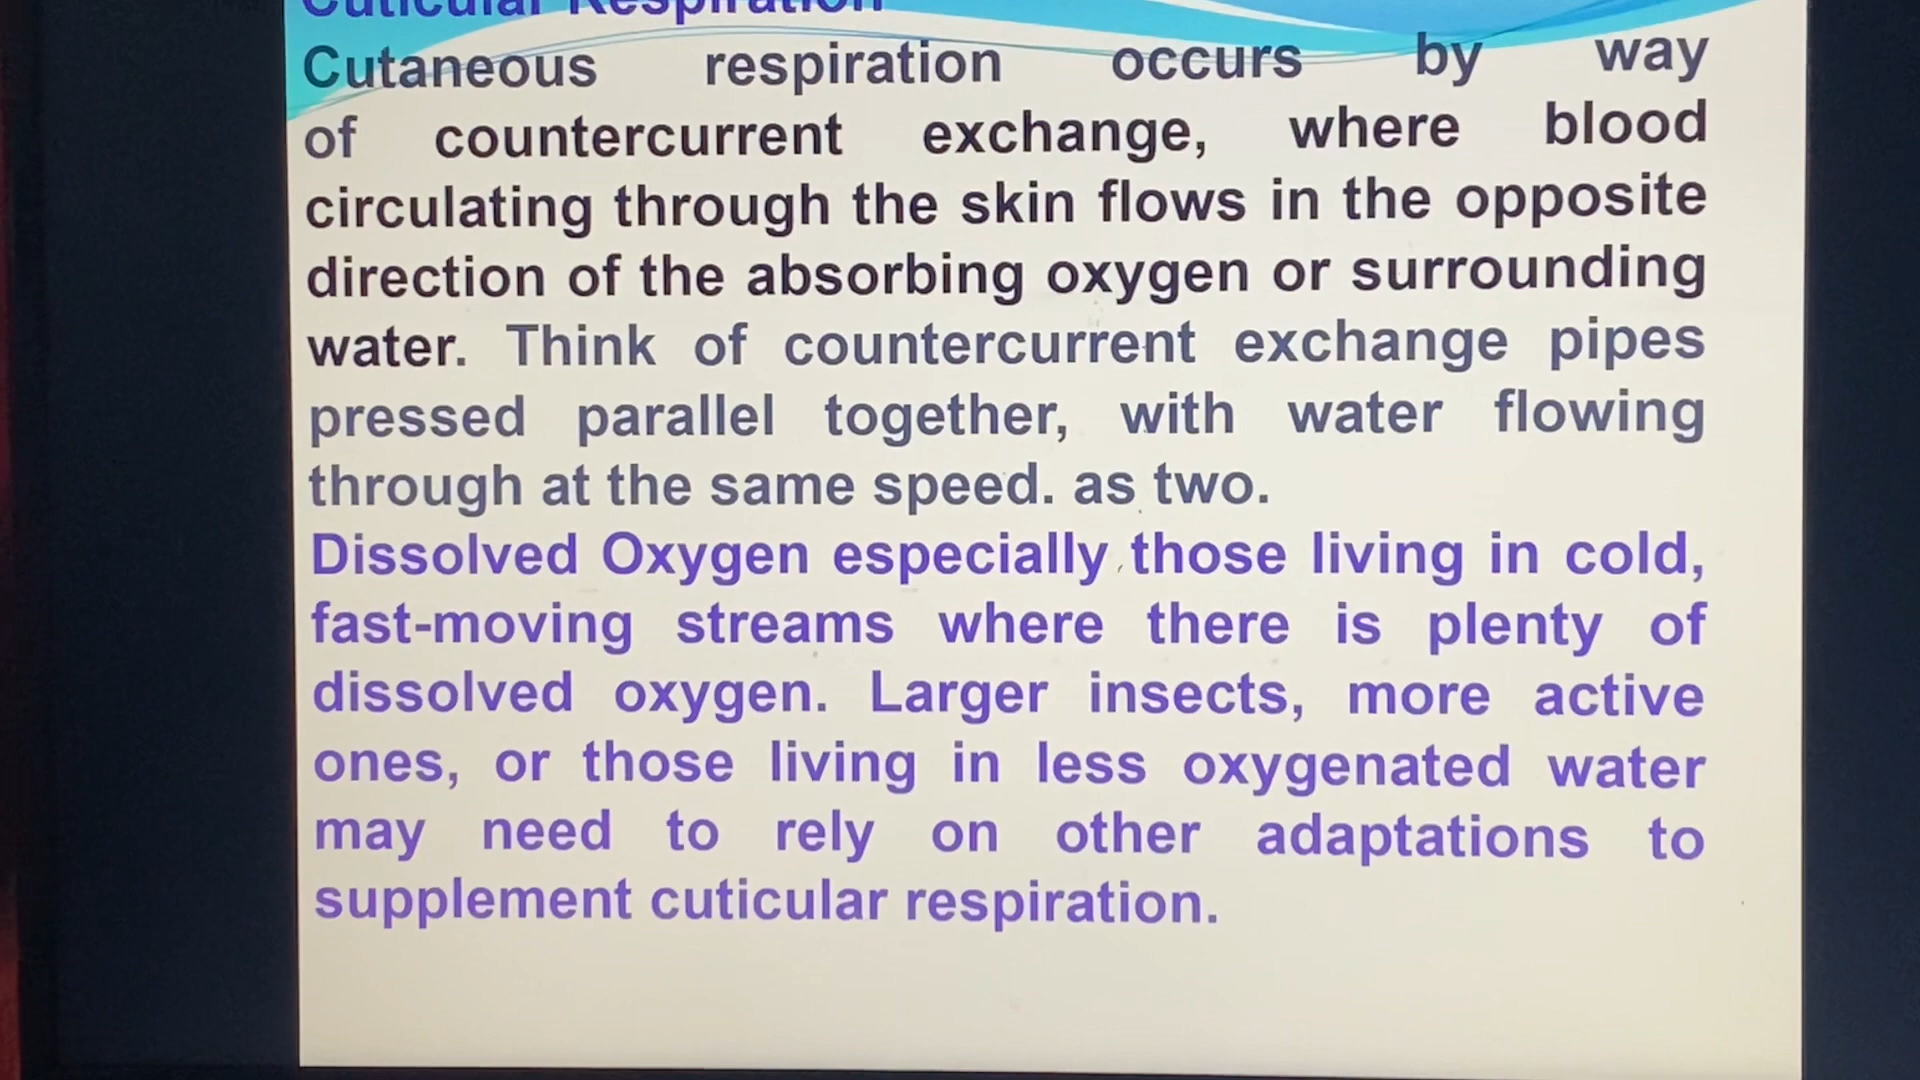 Cuticular Respiration
Cutaneous respiration occurs by way
of countercurrent exchange, where blood
circulating through the skin flows in the opposite
direction of the absorbing oxygen or surrounding
water. Think of countercurrent exchange pipes
pressed parallel together, with water flowing
through at the same speed. as two.
Dissolved Oxygen especially those living in cold,
fast-moving streams where there is plenty of
dissolved oxygen. Larger insects, more active
ones, or those living in less oxygenated water
may need to rely on other adaptations to
supplement cuticular respiration.